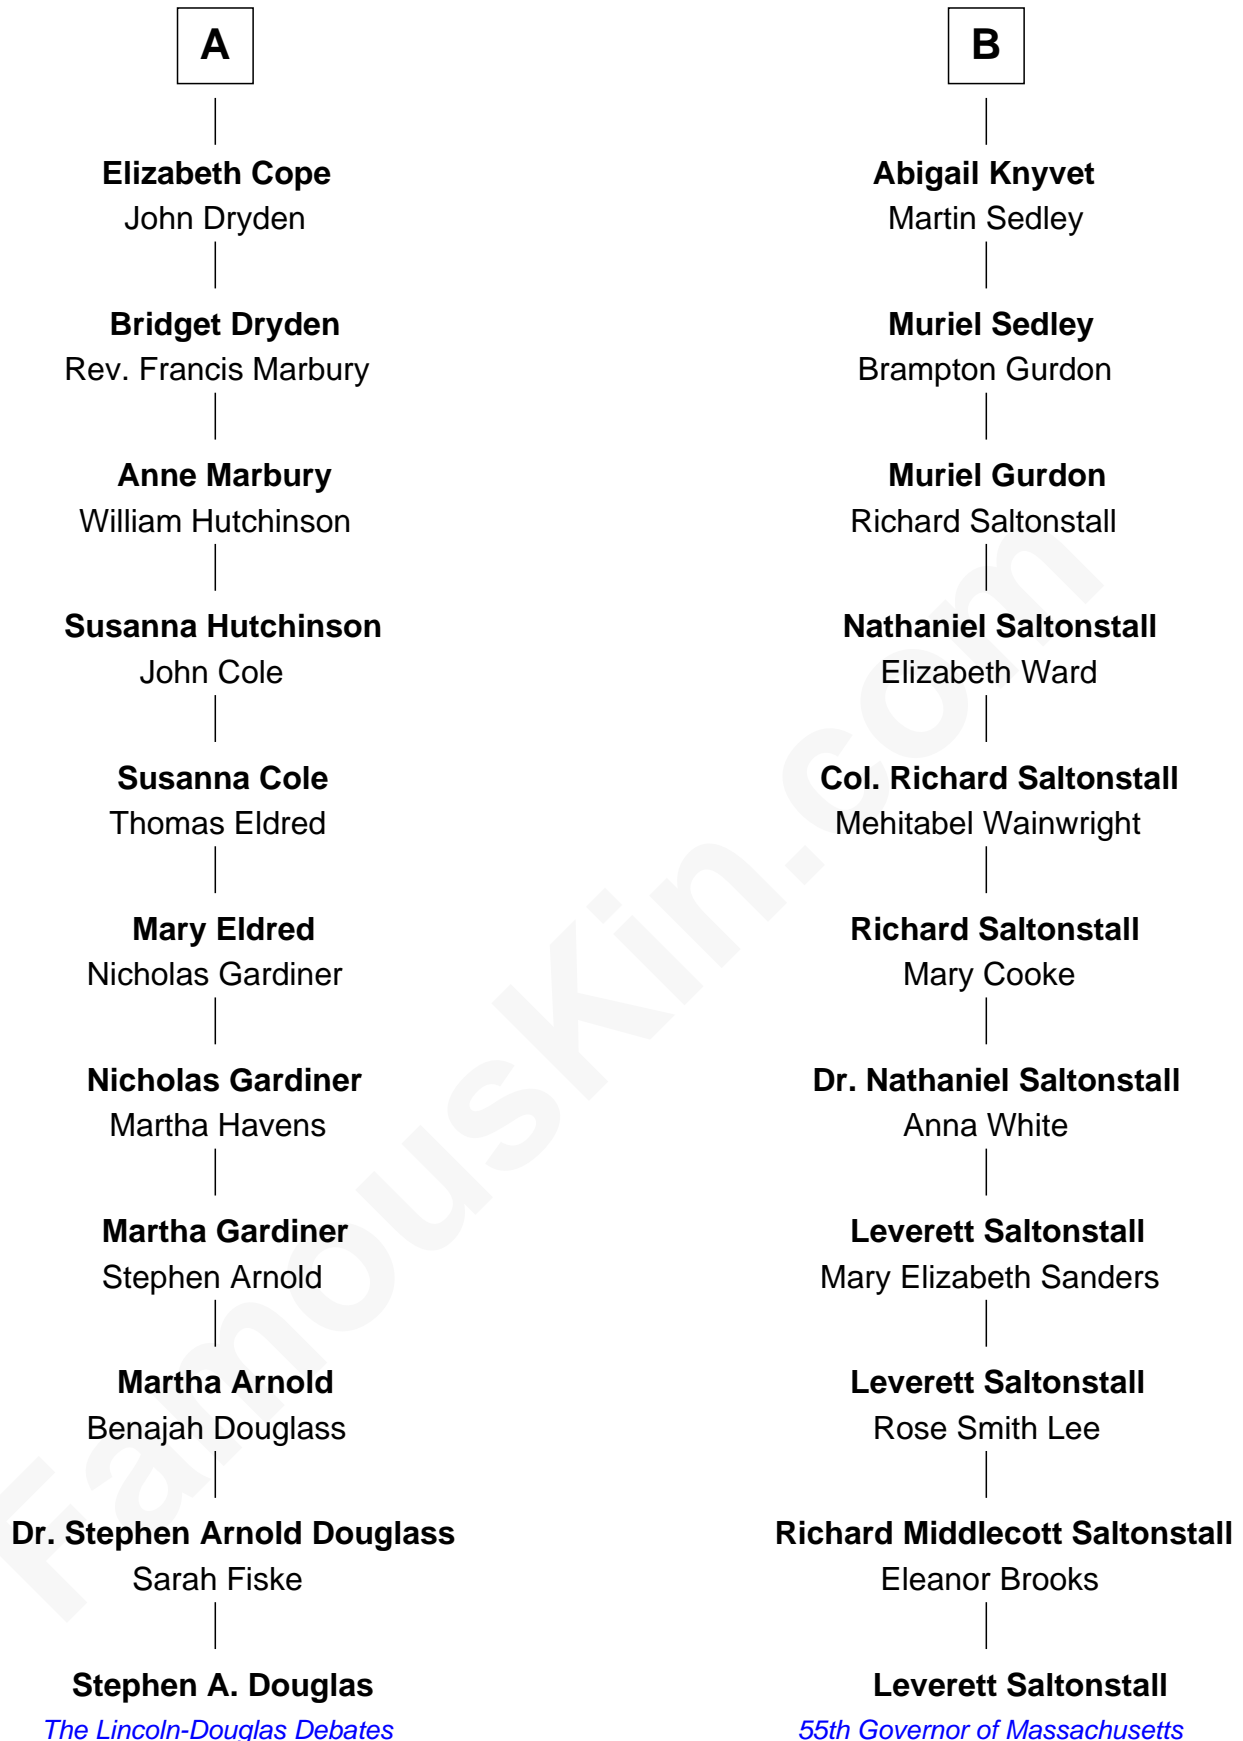 A
Elizabeth Cope
John Dryden
Bridget Dryden
Rev. Francis Marbury
Anne Marbury
William Hutchinson
Susanna Hutchinson
John Cole
Susanna Cole
Thomas Eldred
Mary Eldred
Nicholas Gardiner
Nicholas Gardiner
Martha Havens
Martha Gardiner
Stephen Arnold
Martha Arnold
Benajah Douglass
Dr. Stephen Arnold Douglass
Sarah Fiske
Stephen A. Douglas
The Lincoln-Douglas Debates
B
Abigail Knyvet
Martin Sedley
Muriel Sedley
Brampton Gurdon
Muriel Gurdon
Richard Saltonstall
Nathaniel Saltonstall
Elizabeth Ward
Col. Richard Saltonstall
Mehitabel Wainwright
Richard Saltonstall
Mary Cooke
Dr. Nathaniel Saltonstall
Anna White
Leverett Saltonstall
Mary Elizabeth Sanders
Leverett Saltonstall
Rose Smith Lee
Richard Middlecott Saltonstall
Eleanor Brooks
Leverett Saltonstall
55th Governor of Massachusetts
FamousKin.com